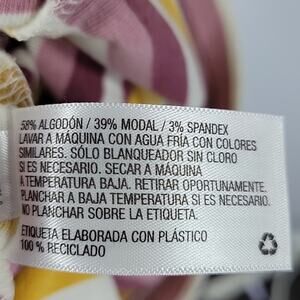 58% ALGODÓN / 39% MODAL / 3% SPANDEX
LAVAR A MÁQUINA CON AGUA FRÍA CON COLORES
SIMILARES. SÓLO BLANQUEADOR SIN CLORO
SI ES NECESARIO. SECAR A MÁQUINA
A TEMPERATURA BAJA. RETIRAR OPORTUNAMENTE.
PLANCHAR A BAJA TEMPERATURA SI ES NECESARIO.
NO PLANCHAR SOBRE LA ETIQUETA.
ETIQUETA ELABORADA CON PLÁSTICO
100 % RECICLADO